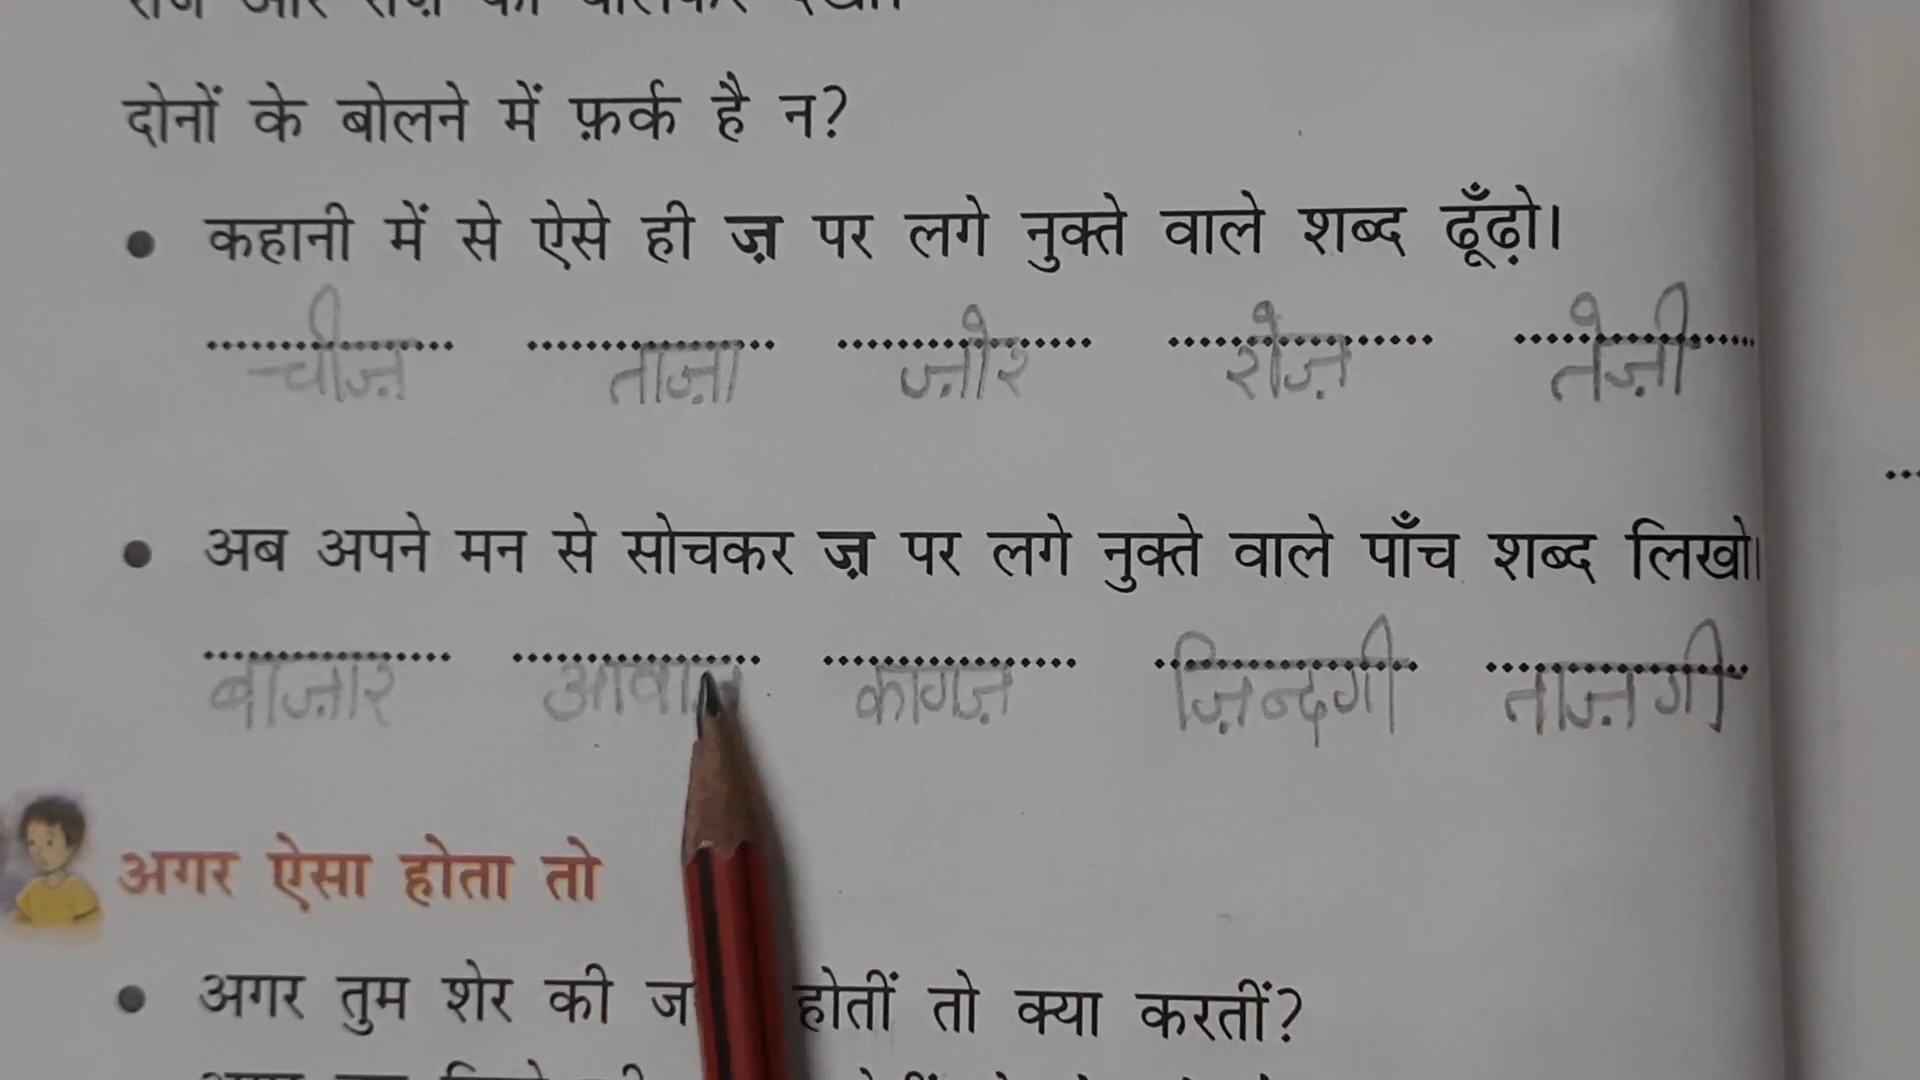 दोनों के बोलने में फ़र्क है न?
● कहानी में से ऐसे ही ज़ पर लगे नुक्ते वाले शब्द ढूँढ़ो।
चीज़ ताज़ा ज़ोर रोज़ तेज़ी
● अब अपने मन से सोचकर ज़ पर लगे नुक्ते वाले पाँच शब्द लिखो।
बाज़ार कागज़ ज़िन्दगी ताज़गी
अगर ऐसा होता तो
● अगर तुम शेर की होतीं तो क्या करतीं?